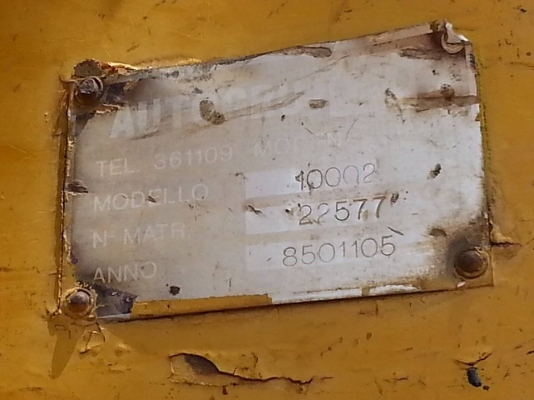 TEL. 361109
MODELLO 10002
N° MATR. 22577
ANNO 8501105